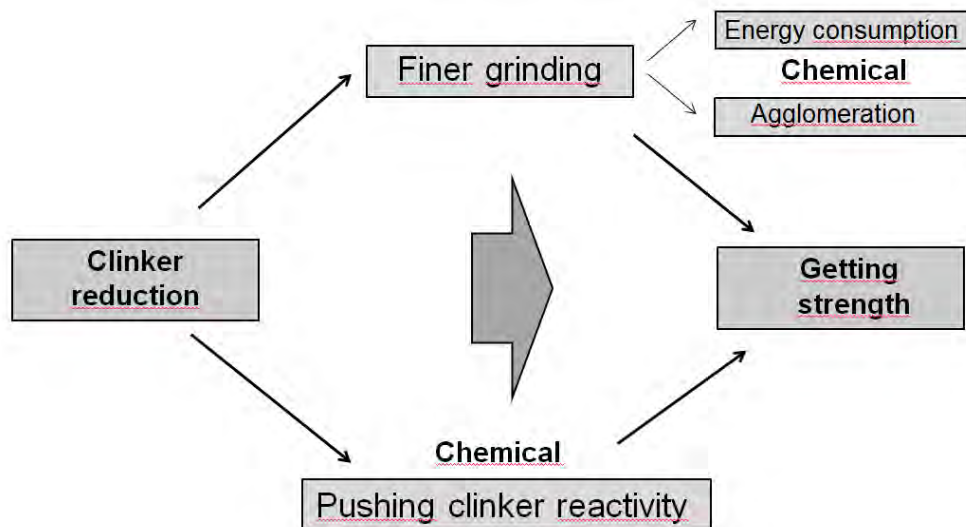 Energy consumption
Finer grinding
Chemical
Agglomeration
Clinker
reduction
Getting
strength
Chemical
Pushing clinker reactivity